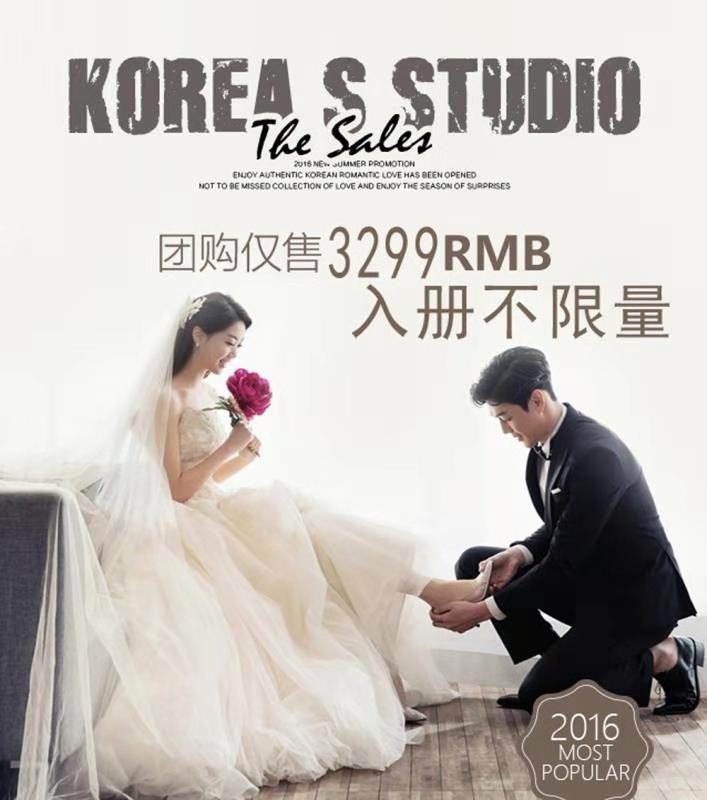 KOREA S STUDIO
The Sales
2016 NEW SUMMER PROMOTION
ENJOY AUTHENTIC KOREAN ROMANTIC LOVE HAS BEEN OPENED
NOT TO BE MISSED COLLECTION OF LOVE AND ENJOY THE SEASON OF SURPRISES
团购仅售3299RMB
入册不限量
2016
MOST
POPULAR